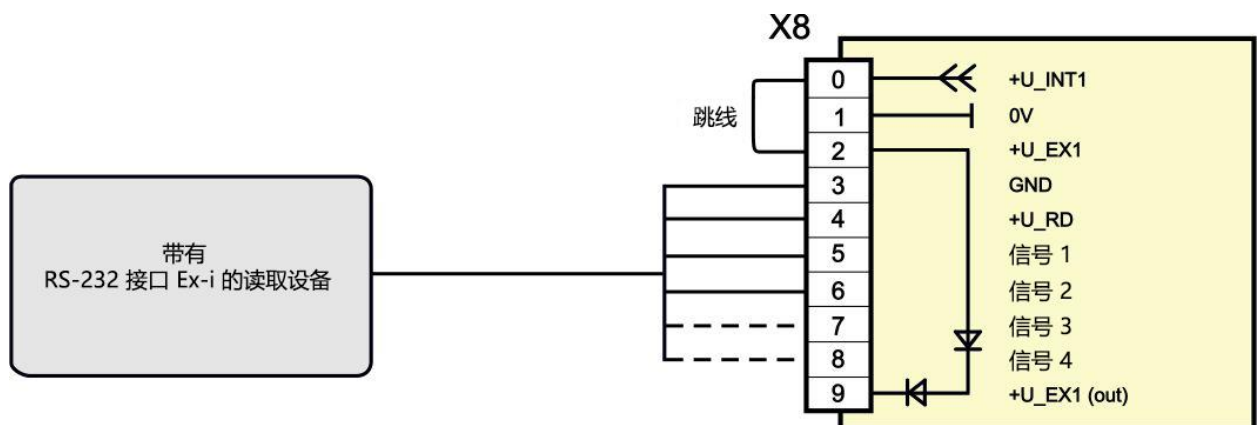 X8
0 +U_INT1
跳线
1 0V
2 +U_EX1
3 GND
4 +U_RD
5 信号 1
6 信号 2
7 信号 3
8 信号 4
9 +U_EX1 (out)
带有
RS-232 接口 Ex-i 的读取设备